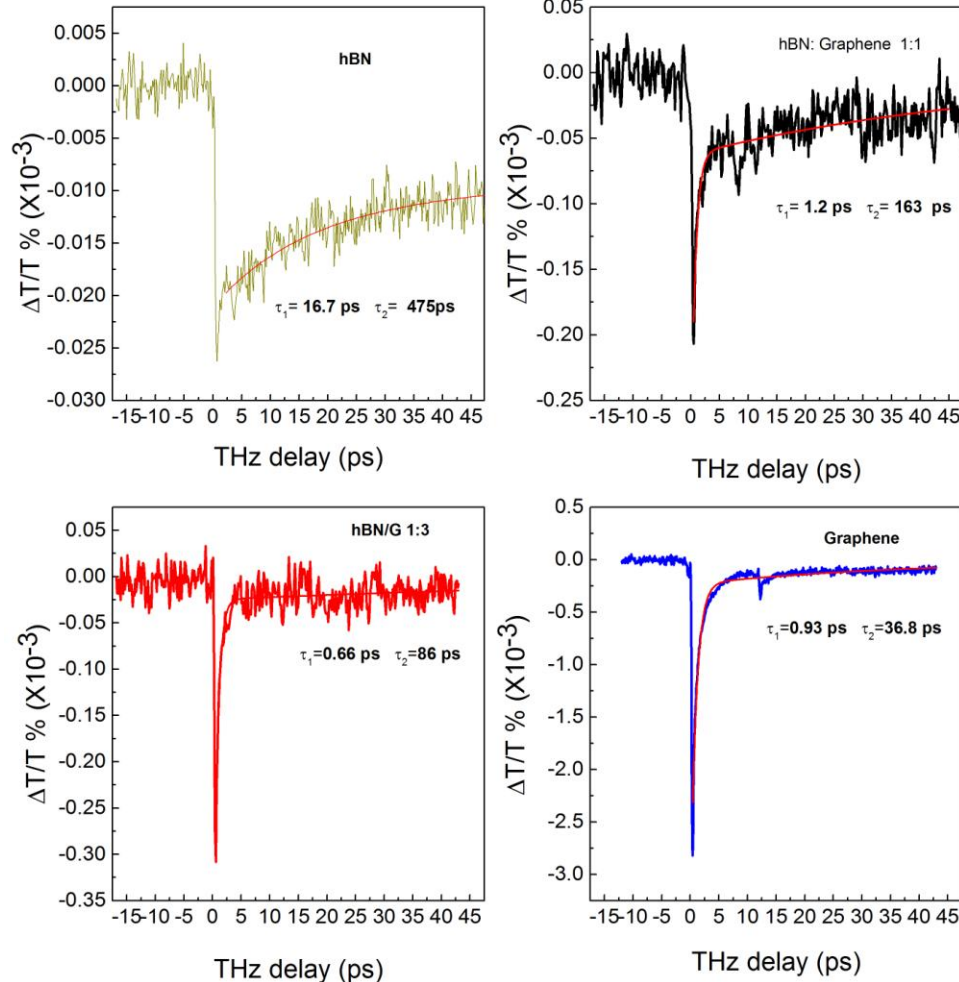 hBN
0.005
0.000
-0.005
-0.010
-0.015
-0.020
-0.025
-0.030
ΔT/T % (X10-3)
τ1= 16.7 ps τ2= 475ps
-15 -10 -5 0 5 10 15 20 25 30 35 40 45
THz delay (ps)
hBN: Graphene 1:1
0.05
0.00
-0.05
-0.10
-0.15
-0.20
-0.25
ΔT/T % (X10-3)
τ1= 1.2 ps τ2= 163 ps
-15 -10 -5 0 5 10 15 20 25 30 35 40 45
THz delay (ps)
hBN/G 1:3
0.05
0.00
-0.05
-0.10
-0.15
-0.20
-0.25
-0.30
-0.35
ΔT/T % (X10-3)
τ1=0.66 ps τ2=86 ps
-15 -10 -5 0 5 10 15 20 25 30 35 40 45
THz delay (ps)
Graphene
0.5
0.0
-0.5
-1.0
-1.5
-2.0
-2.5
-3.0
ΔT/T % (X10-3)
τ1=0.93 ps τ2=36.8 ps
-15 -10 -5 0 5 10 15 20 25 30 35 40 45
THz delay (ps)